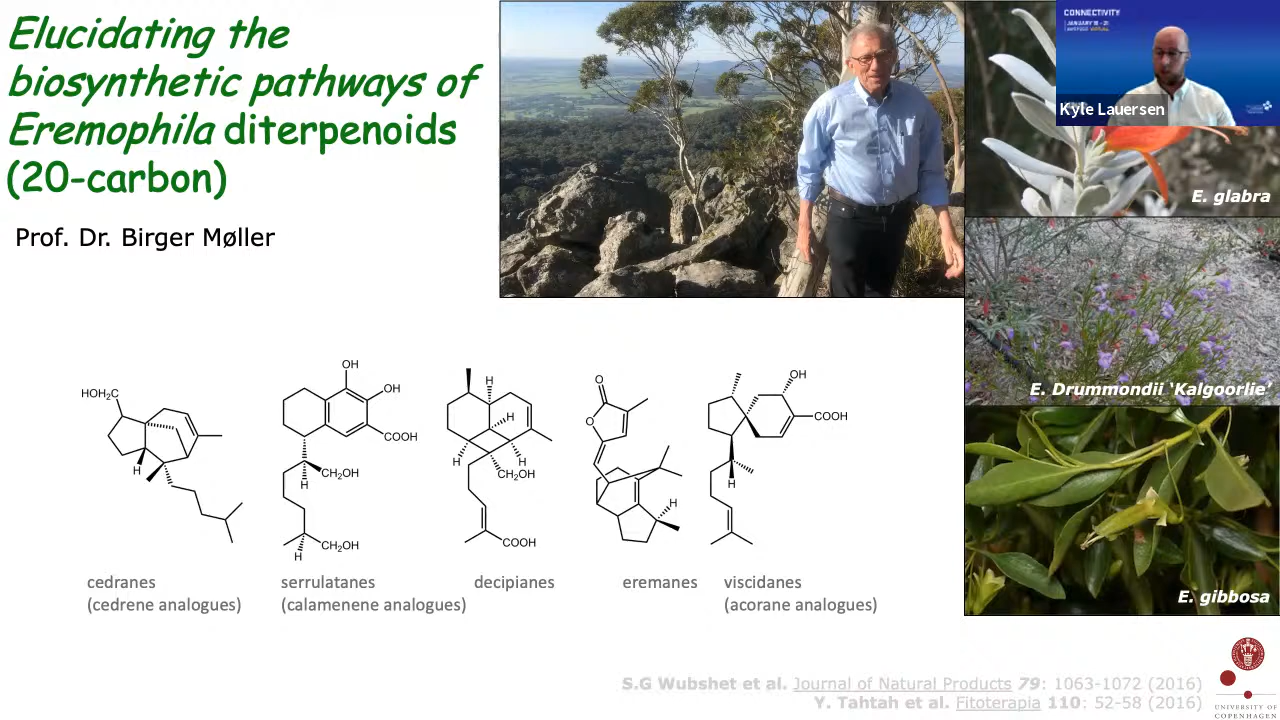 Elucidating the
biosynthetic pathways of
Eremophila diterpenoids
(20-carbon)
Prof. Dr. Birger Møller
CONNECTIVITY
Kyle Lauersen
E. glabra
E. Drummondii ‘Kalgoorlie’
E. gibbosa
HOH₂C
H
OH
OH
COOH
CH₂OH
H
CH₂OH
H
H
H
H
H
CH₂OH
COOH
O
O
H
OH
COOH
H
cedranes
(cedrene analogues)
serrulatanes
(calamenene analogues)
decipianes
eremanes
viscidanes
(acorane analogues)
S.G Wubshet et al. Journal of Natural Products 79: 1063-1072 (2016)
Y. Tahtah et al. Fitoterapia 110: 52-58 (2016)
UNIVERSITY OF
COPENHAGEN